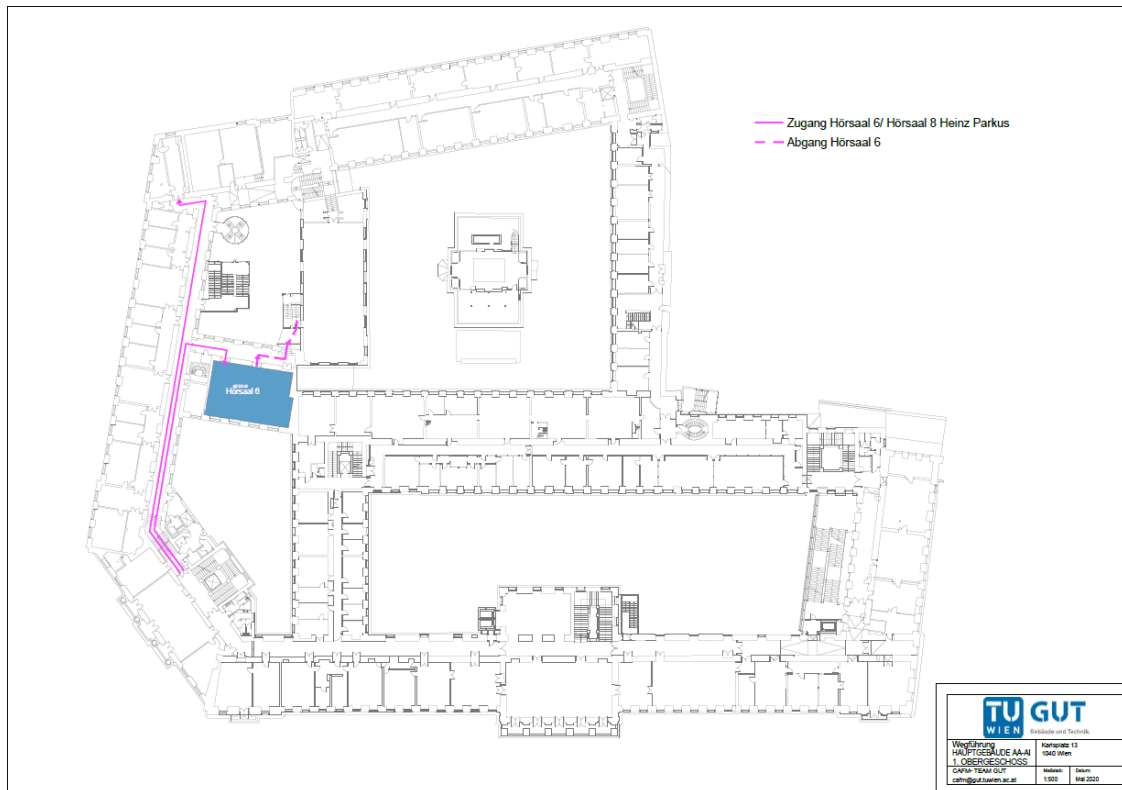 Zugang Hörsaal 6/ Hörsaal 8 Heinz Parkus
Abgang Hörsaal 6
Hörsaal 6
TU
WIEN
GUT
Gebäude und Technik
Wegführung
HAUPTGEBÄUDE AA-AI
1. OBERGESCHOSS
Karlsplatz 13
1040 Wien
CAFM- TEAM GUT
cafm@gut.tuwien.ac.at
Maßstab:
1:500
Datum:
Mai 2020